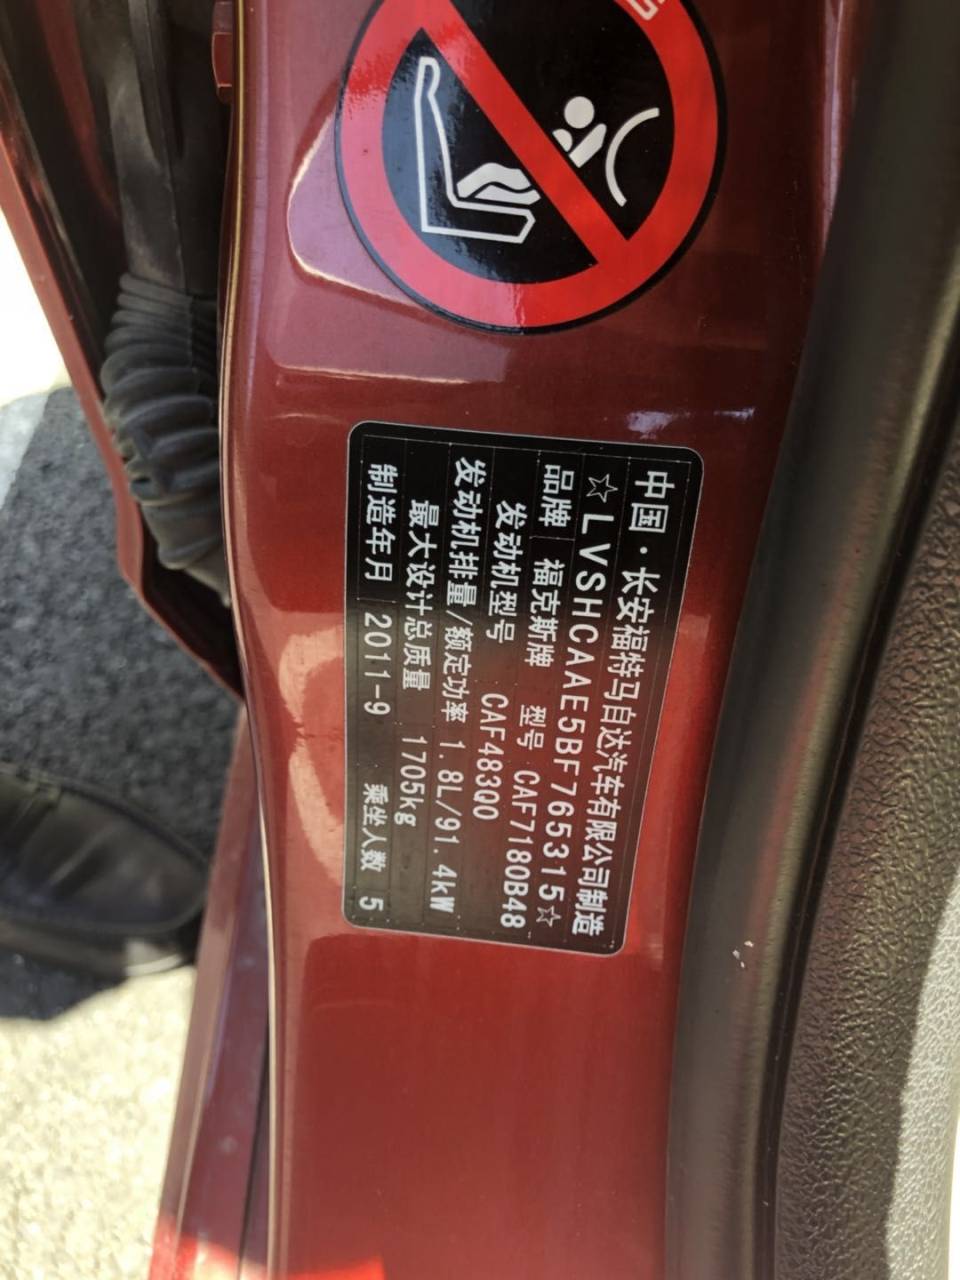 中国·长安福特马自达汽车有限公司制造
☆LVSHCAAE5BF765315☆
品牌 福克斯牌 型号 CAF7180B48
发动机型号 CAF483Q0
发动机排量/额定功率 1.8L/91.4kW
最大设计总质量 1705kg
制造年月 2011-9 乘坐人数 5